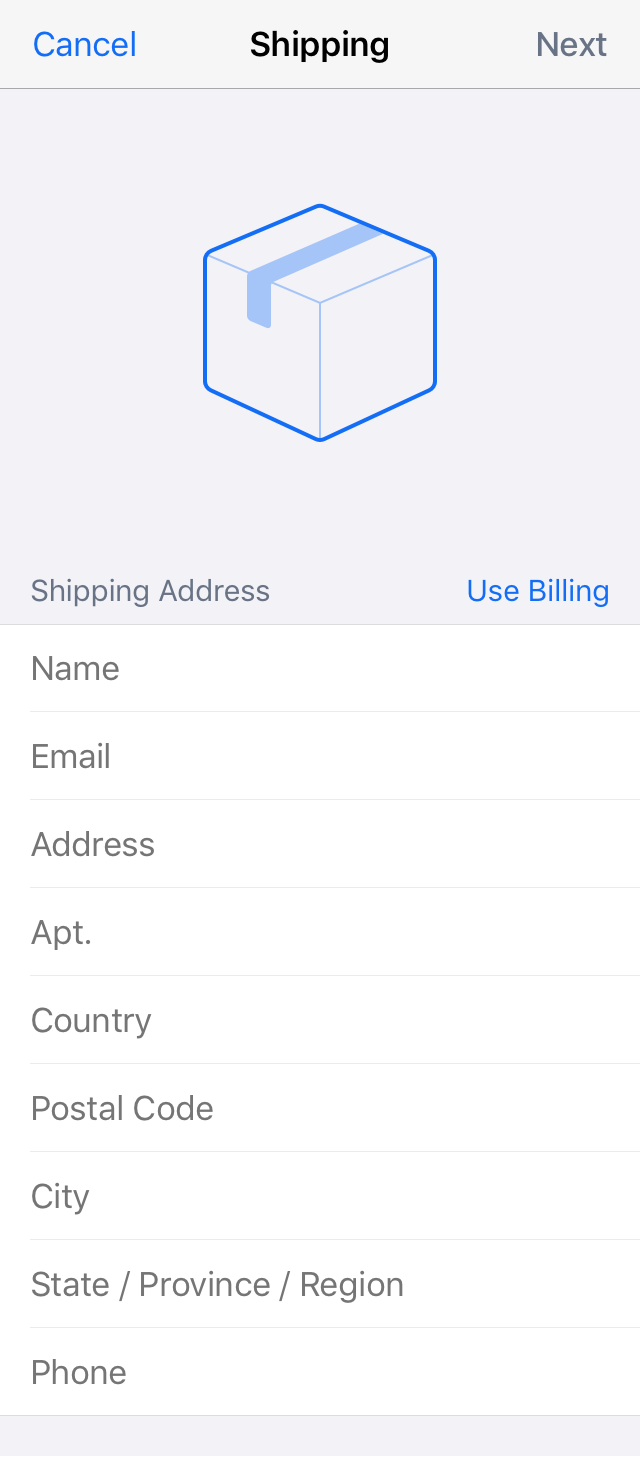 Cancel Shipping Next
Shipping Address Use Billing
Name
Email
Address
Apt.
Country
Postal Code
City
State / Province / Region
Phone